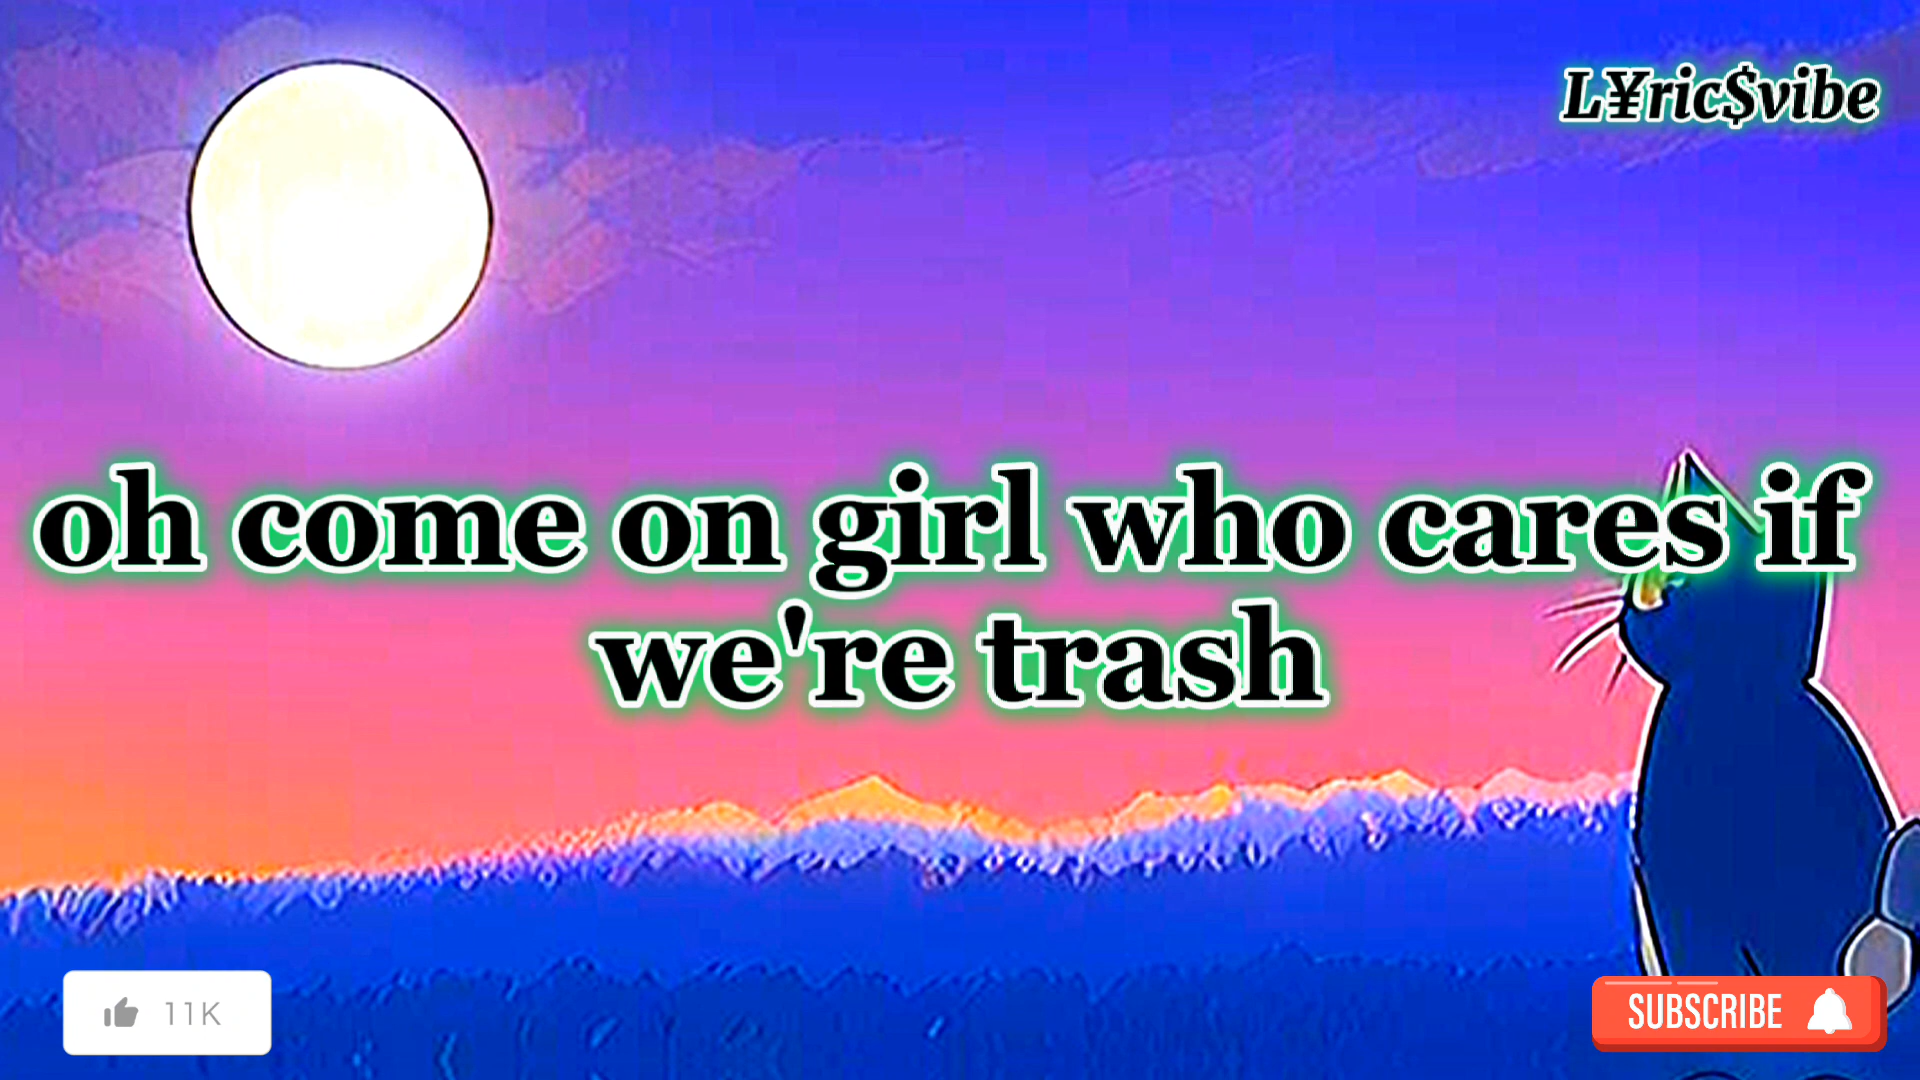 L¥ric$vibe
oh come on girl who cares if
we're trash
11K
SUBSCRIBE